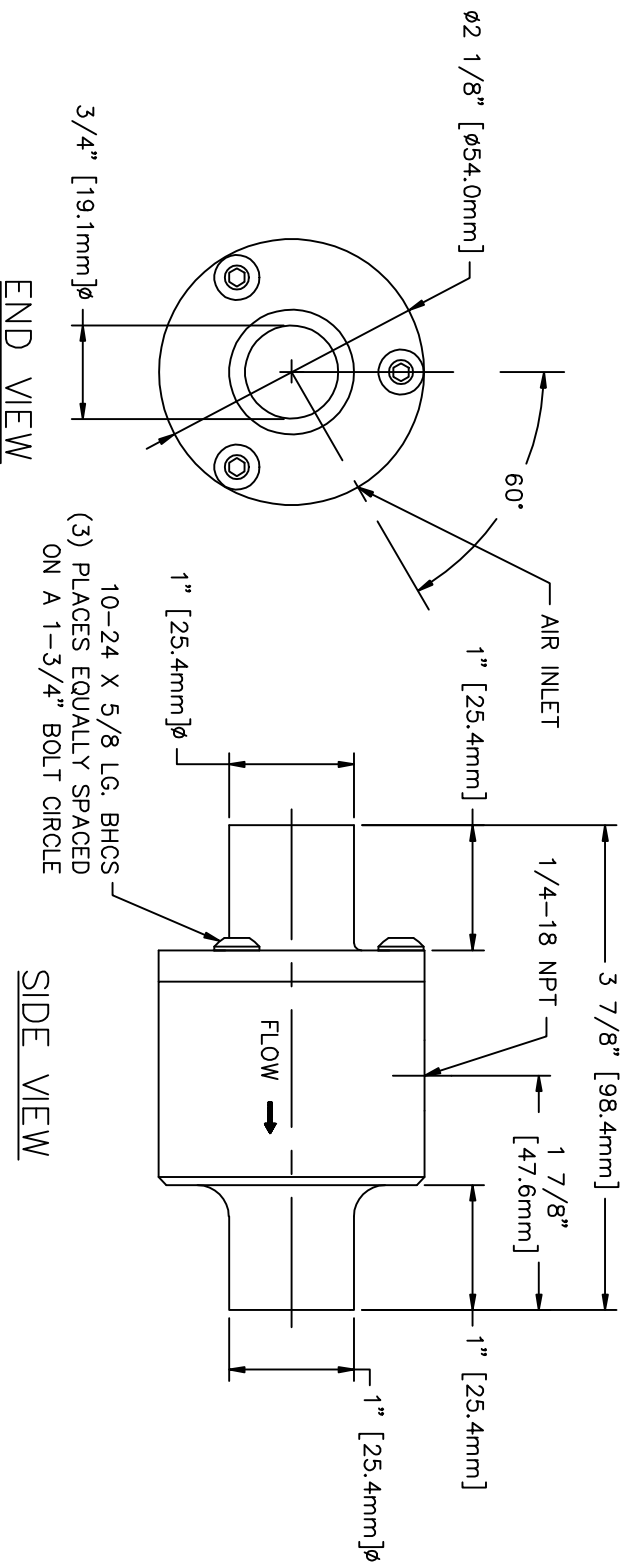 ø2 1/8" [ø54.0mm]
3/4" [19.1mm]ø
60°
AIR INLET
END VIEW
3 7/8" [98.4mm]
1" [25.4mm]
1/4-18 NPT
1 7/8"
[47.6mm]
1" [25.4mm]
1" [25.4mm]ø
1" [25.4mm]ø
FLOW
10-24 X 5/8 LG. BHCS
(3) PLACES EQUALLY SPACED
ON A 1-3/4" BOLT CIRCLE
SIDE VIEW